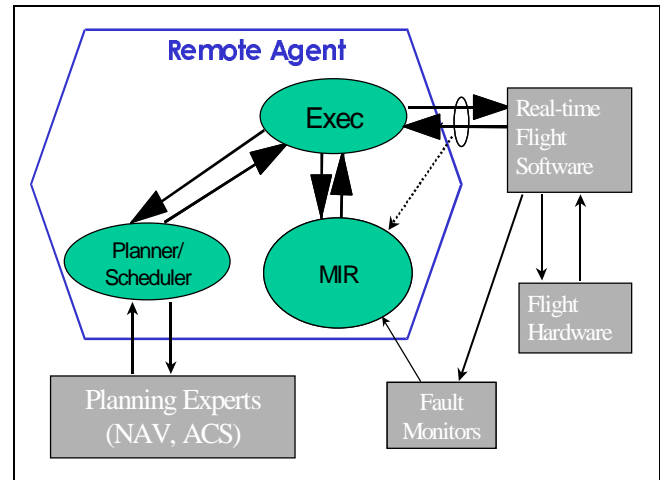 Remote Agent
Exec
Real-time
Flight
Software
Planner/
Scheduler
MIR
Flight
Hardware
Planning Experts
(NAV, ACS)
Fault
Monitors